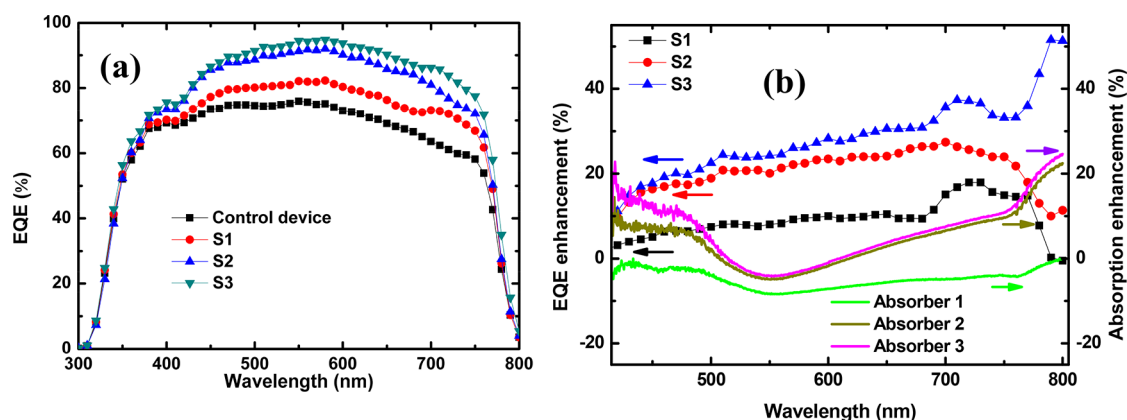 (a)
EQE (%)
100
80
60
40
20
0
300
400
500
600
700
800
Wavelength (nm)
Control device
S1
S2
S3
(b)
S1
S2
S3
EQE enhancement (%)
40
20
0
-20
500
600
700
800
Wavelength (nm)
Absorber 1
Absorber 2
Absorber 3
40
20
0
-20
Absorption enhancement (%)